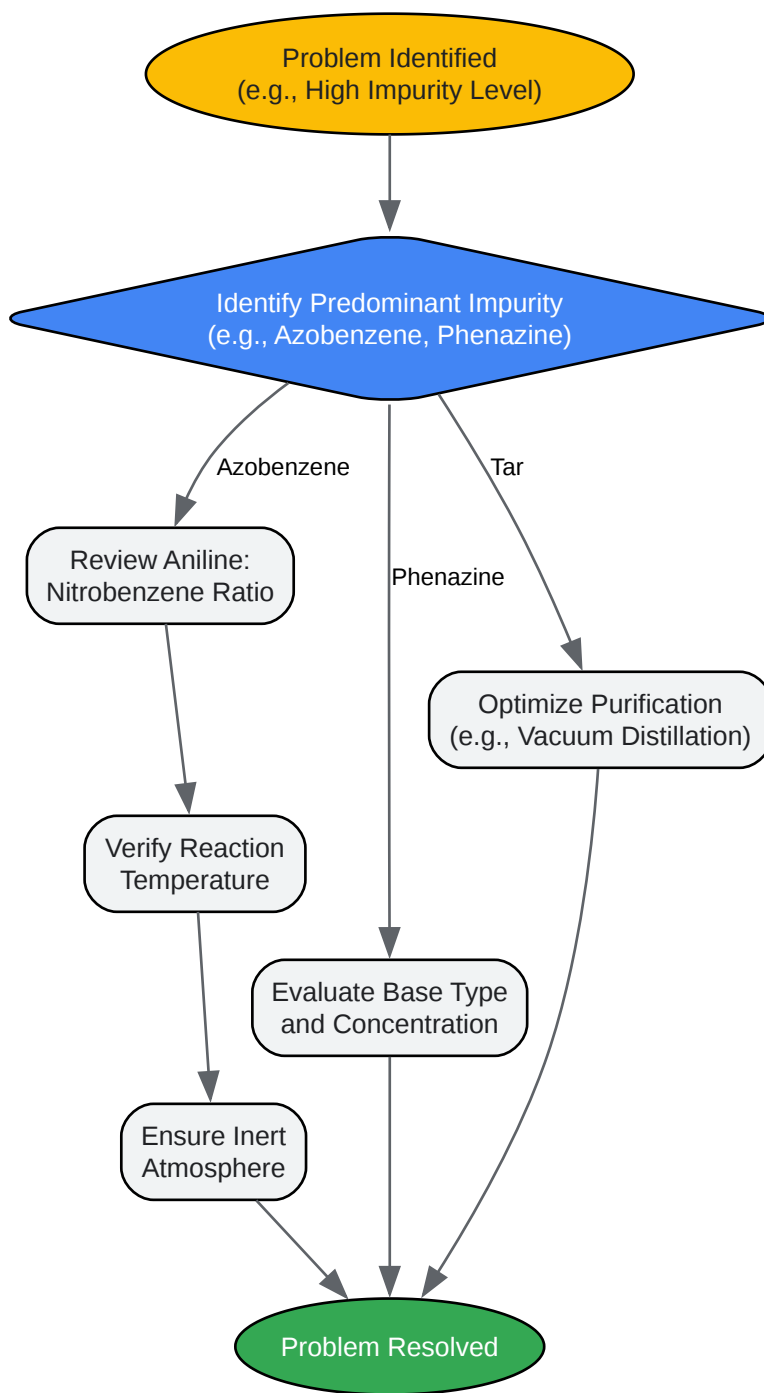 Problem Identified
(e.g., High Impurity Level)
Identify Predominant Impurity
(e.g., Azobenzene, Phenazine)
Azobenzene
Tar
Review Aniline:
Nitrobenzene Ratio
Phenazine
Optimize Purification
(e.g., Vacuum Distillation)
Verify Reaction
Temperature
Evaluate Base Type
and Concentration
Ensure Inert
Atmosphere
Problem Resolved